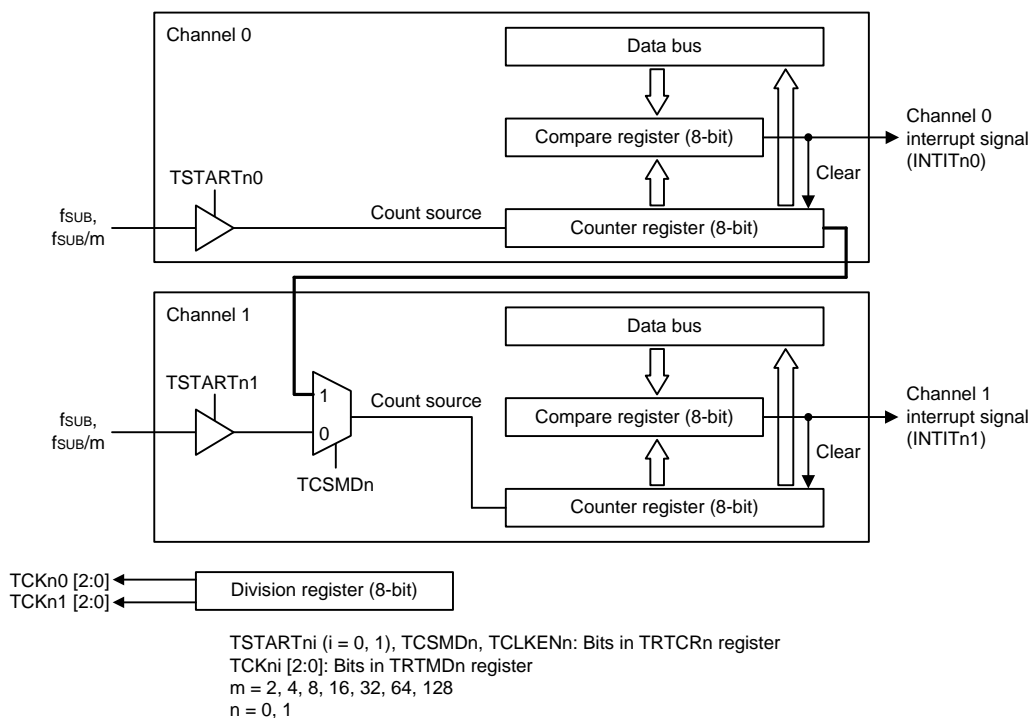 Channel 0
Data bus
Compare register (8-bit)
Channel 0
interrupt signal
(INTITn0)
Clear
TSTARTn0
fSUB,
fSUB/m
Count source
Counter register (8-bit)
Channel 1
Data bus
TSTARTn1
1
Channel 1
interrupt signal
(INTITn1)
Count source
Compare register (8-bit)
fSUB,
fSUB/m
0
Clear
TCSMDn
Counter register (8-bit)
TCKn0 [2:0]
TCKn1 [2:0]
Division register (8-bit)
TSTARTni (i = 0, 1), TCSMDn, TCLKENn: Bits in TRTCRn register
TCKni [2:0]: Bits in TRTMDn register
m = 2, 4, 8, 16, 32, 64, 128
n = 0, 1